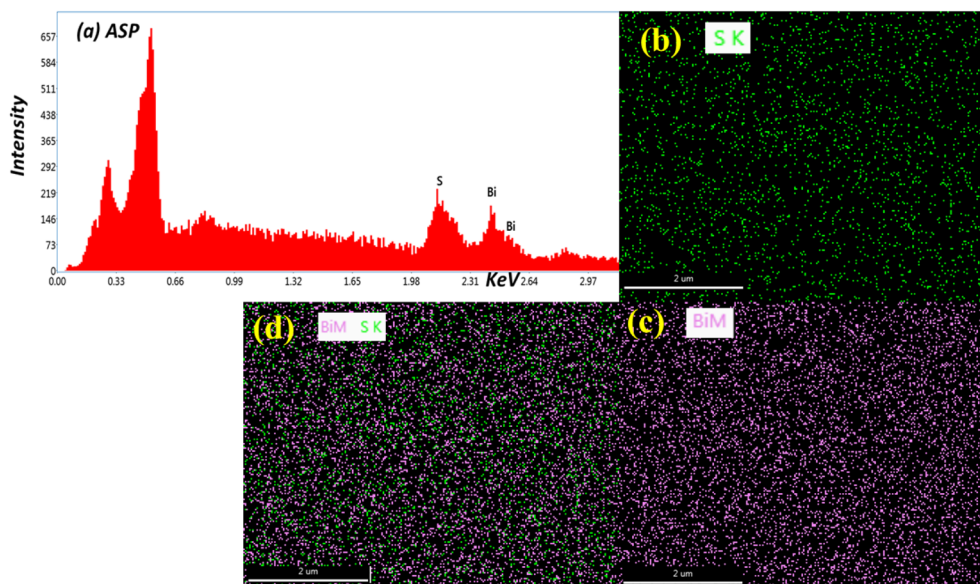 (a) ASP
Intensity
657
584
511
438
365
292
219
146
73
0
S
Bi
Bi
0.00 0.33 0.66 0.99 1.32 1.65 1.98 2.31 2.64 2.97
KeV
(b)
S K
2 um
(d)
BiM S K
2 um
(c)
BiM
2 um